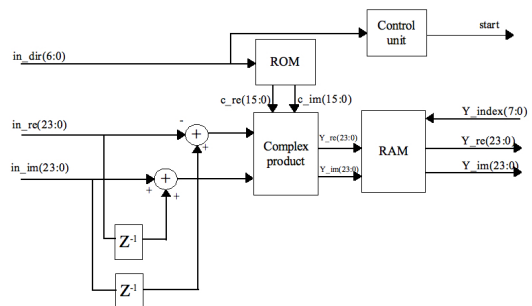 Control
unit
start
in_dir(6:0)
ROM
c_re(15:0)
c_im(15:0)
Y_index(7:0)
in_re(23:0)
-
+
+
Complex
product
Y_re(23:0)
RAM
Y_re(23:0)
in_im(23:0)
+
+
+
Y_im(23:0)
Y_im(23:0)
Z-1
Z-1